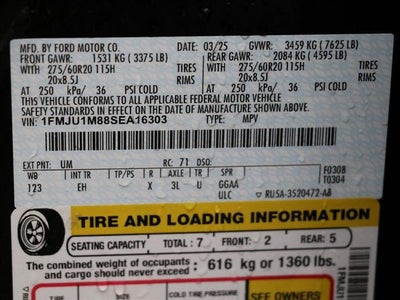 MFD. BY FORD MOTOR CO. DATE: 03/25 GVWR: 3459 KG ( 7625 LB)
FRONT GAWR: 1531 KG ( 3375 LB) REAR GAWR: 2084 KG ( 4595 LB)
WITH 275/60R20 115H TIRES WITH 275/60R20 115H TIRES
20x8.5J RIMS 20x8.5J RIMS
AT 250 kPa/ 36 PSI COLD AT 250 kPa/ 36 PSI COLD
THIS VEHICLE CONFORMS TO ALL APPLICABLE FEDERAL MOTOR VEHICLE
SAFETY STANDARDS IN EFFECT ON THE DATE OF MANUFACTURE SHOWN ABOVE.
VIN: 1FMJU1M88SEA16303 TYPE: MPV
EXT PNT: UM RC: 71 DSO:
WB INT TR TP/PS R AXLE TR SPR F0308
123 EH X 3L U GGAA T0304
ULC RU5A-3520472-AB
TIRE AND LOADING INFORMATION
SEATING CAPACITY TOTAL: 7 FRONT: 2 REAR: 5
The combined weight of occupants and cargo should never exceed: 616 kg or 1360 lbs.
SEE OWNERS